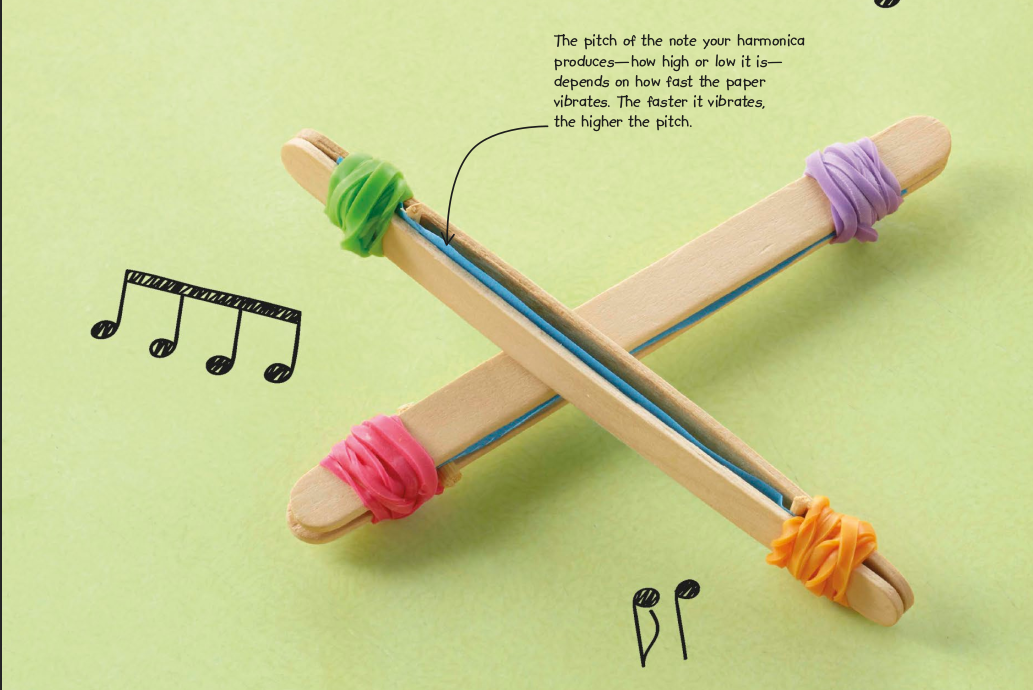 The pitch of the note your harmonica
produces—how high or low it is—
depends on how fast the paper
vibrates. The faster it vibrates,
the higher the pitch.